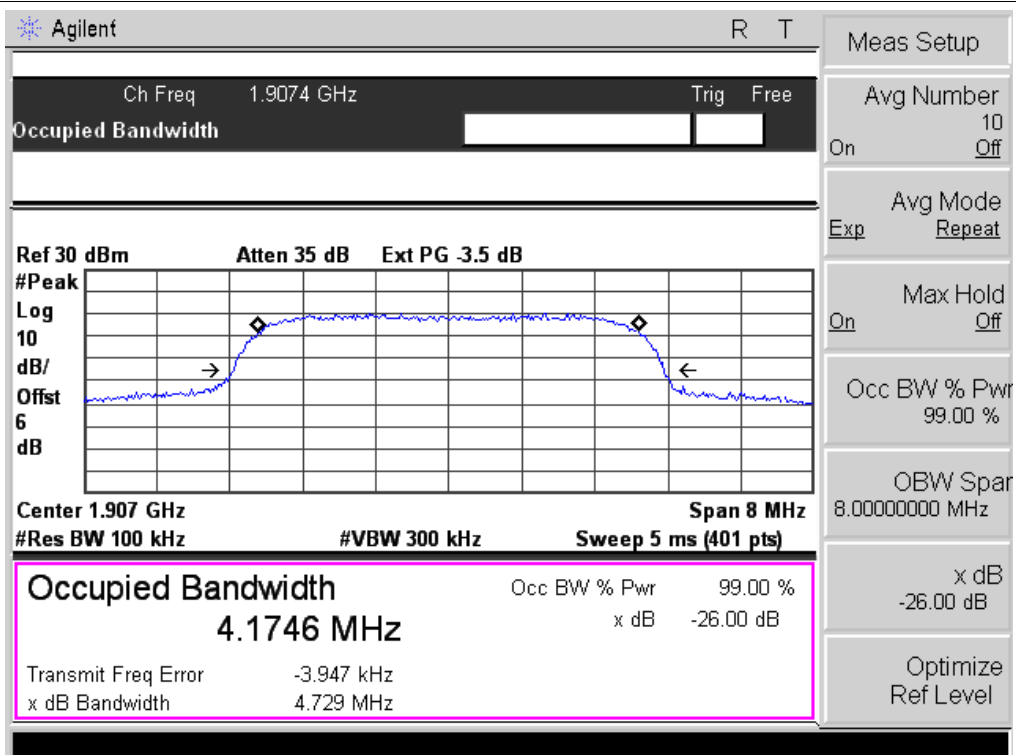 Agilent R T
Ch Freq 1.9074 GHz Trig Free
Occupied Bandwidth
Ref 30 dBm Atten 35 dB Ext PG -3.5 dB
#Peak
Log
10
dB/
Offst
6
dB
Center 1.907 GHz Span 8 MHz
#Res BW 100 kHz #VBW 300 kHz Sweep 5 ms (401 pts)
Occupied Bandwidth Occ BW % Pwr 99.00 %
4.1746 MHz x dB -26.00 dB
Transmit Freq Error -3.947 kHz
x dB Bandwidth 4.729 MHz
Meas Setup
Avg Number
10
On Off
Avg Mode
Exp Repeat
Max Hold
On Off
Occ BW % Pwr
99.00 %
OBW Span
8.00000000 MHz
x dB
-26.00 dB
Optimize
Ref Level